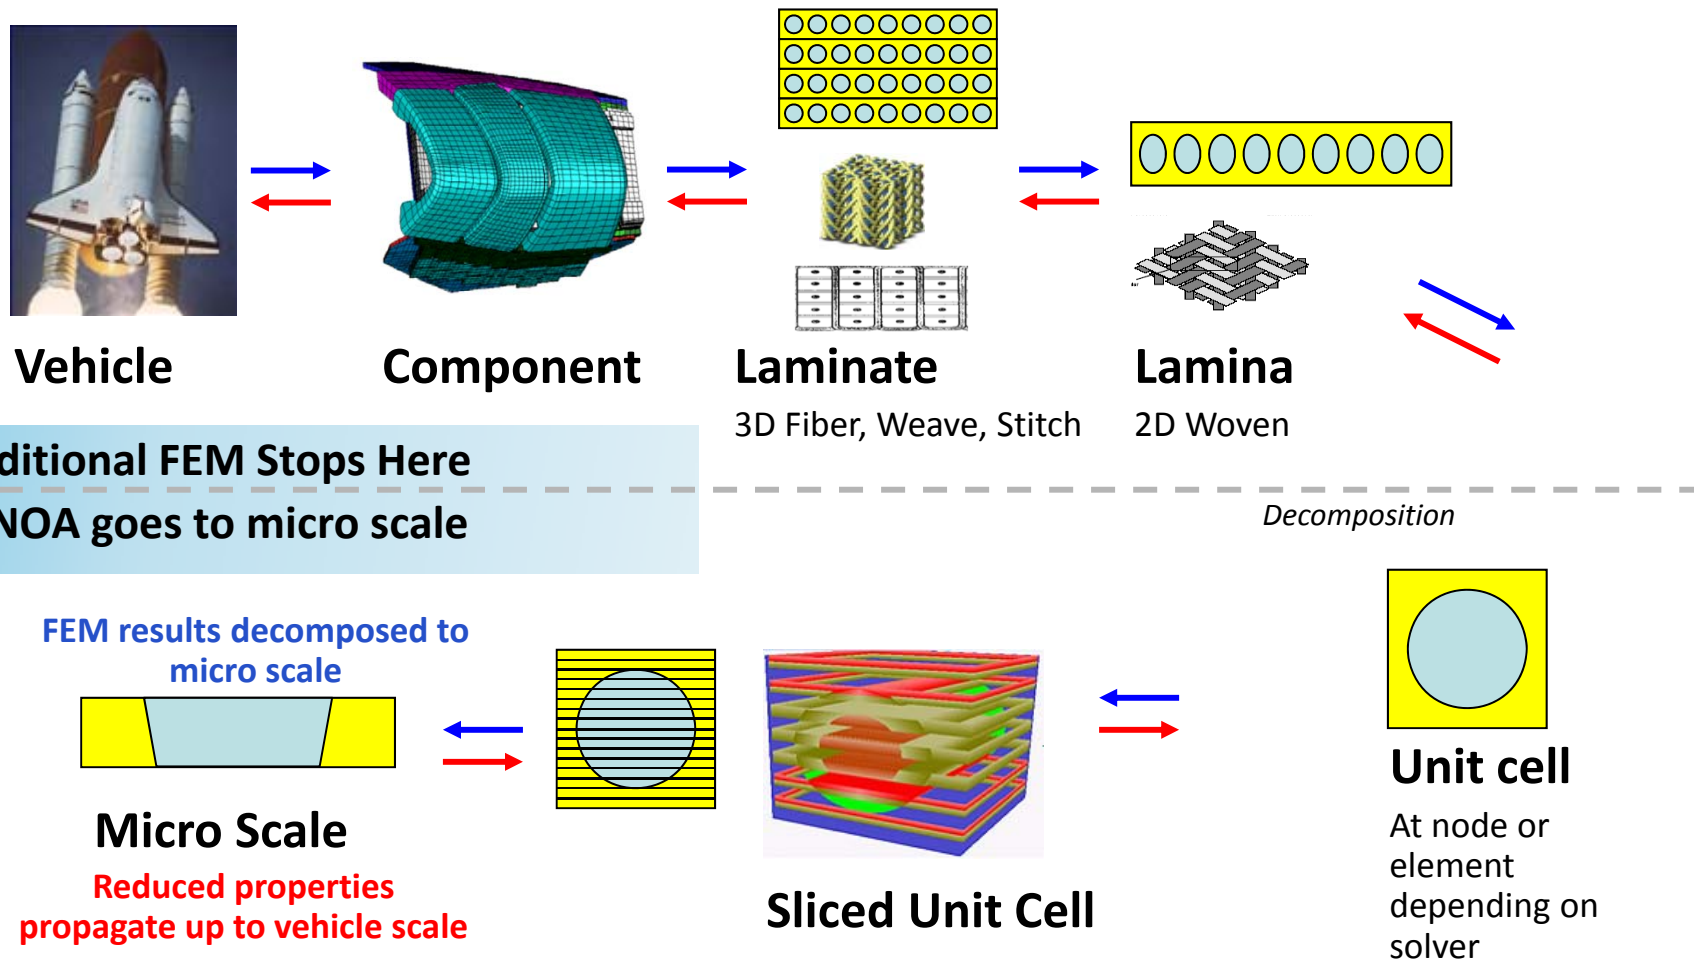 Vehicle
Component
Laminate
Lamina
3D Fiber, Weave, Stitch
2D Woven
ditional FEM Stops Here
NOA goes to micro scale
Decomposition
FEM results decomposed to
micro scale
Micro Scale
Reduced properties
propagate up to vehicle scale
Sliced Unit Cell
Unit cell
At node or
element
depending on
solver